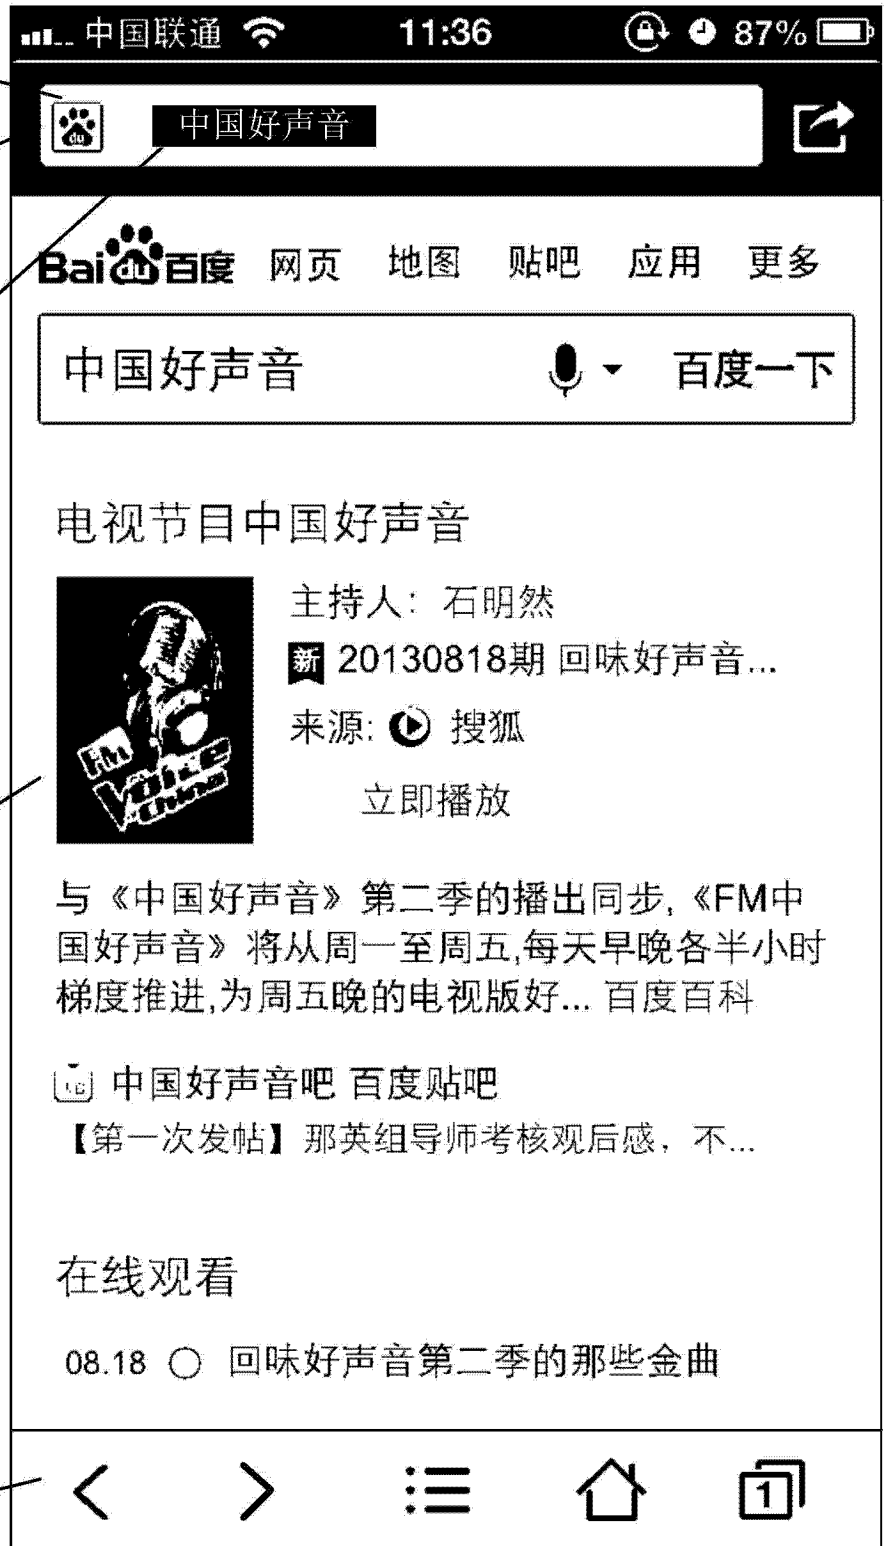 中国联通 11:36 87%
du 中国好声音
Bai du 百度 网页 地图 贴吧 应用 更多
中国好声音 百度一下
电视节目中国好声音
主持人：石明然
新 20130818期 回味好声音...
来源: 搜狐
立即播放
FM
Voice
China
与《中国好声音》第二季的播出同步,《FM中
国好声音》将从周一至周五,每天早晚各半小时
梯度推进,为周五晚的电视版好... 百度百科
中国好声音吧 百度贴吧
【第一次发帖】那英组导师考核观后感，不...
在线观看
08.18 回味好声音第二季的那些金曲
1